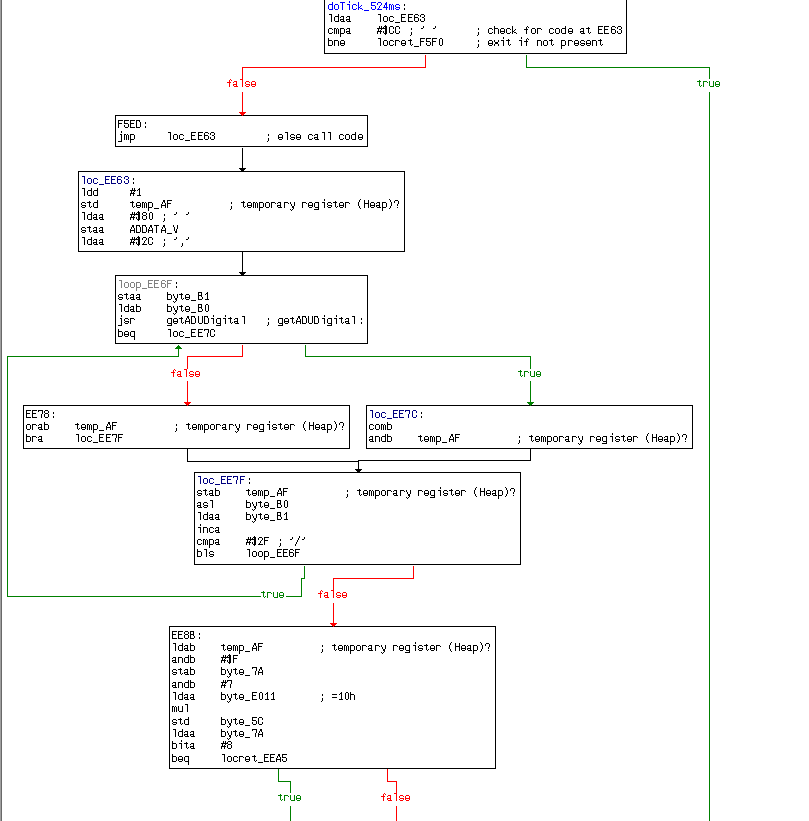 doTick_524ms:
ldaa loc_EE63
cmpa #$CC ; ' ' ; check for code at EE63
bne locret_F5F0 ; exit if not present
false
true
F5ED:
jmp loc_EE63 ; else call code
loc_EE63:
ldd #1
std temp_AF ; temporary register (Heap)?
ldaa #$80 ; ' '
staa ADDATA_V
ldaa #$2C ; ','
loop_EE6F:
staa byte_B1
ldab byte_B0
jsr getADUDigital ; getADUDigital:
beq loc_EE7C
false
true
EE78:
orab temp_AF ; temporary register (Heap)?
bra loc_EE7F
loc_EE7C:
comb
andb temp_AF ; temporary register (Heap)?
loc_EE7F:
stab temp_AF ; temporary register (Heap)?
asl byte_B0
ldaa byte_B1
inca
cmpa #$2F ; '/'
bls loop_EE6F
true
false
EE8B:
ldab temp_AF ; temporary register (Heap)?
andb #$F
stab byte_7A
andb #7
ldaa byte_E011 ; =10h
mul
std byte_5C
ldaa byte_7A
bita #8
beq locret_EEA5
true
false